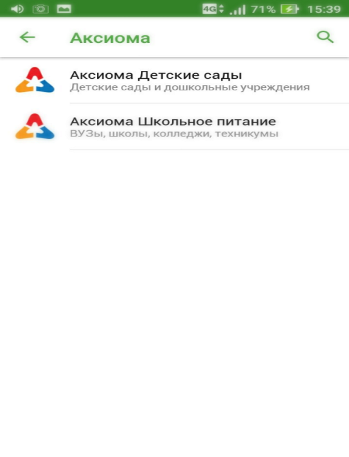 4G 71% 15:39
Аксиома
Аксиома Детские сады
Детские сады и дошкольные учреждения
Аксиома Школьное питание
ВУЗы, школы, колледжи, техникумы